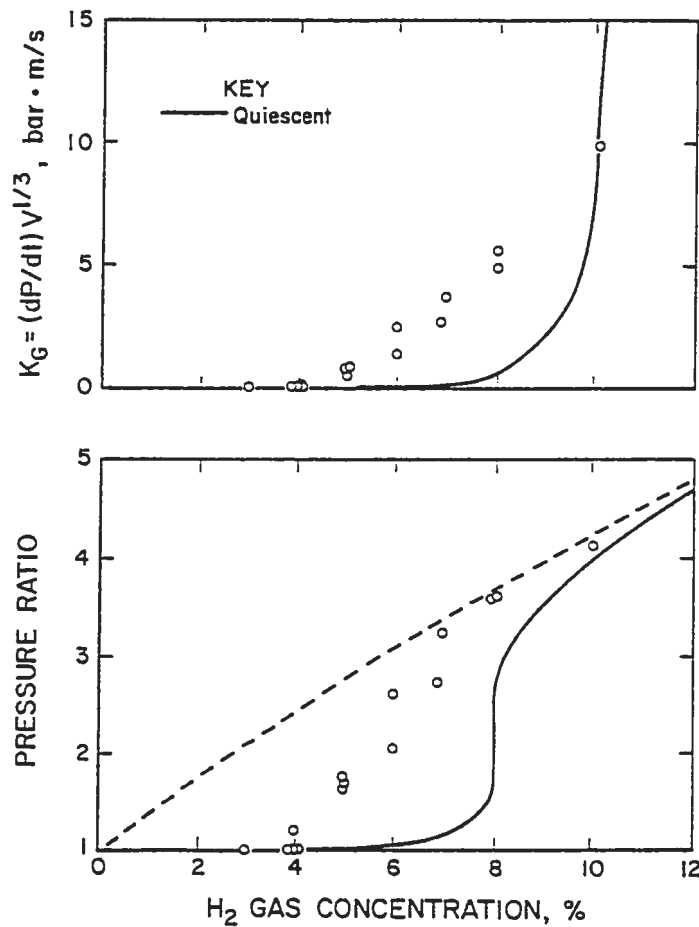 15
10
5
0
K_G = (dP/dt) V^1/3 , bar • m/s
KEY
Quiescent
5
4
3
2
1
PRESSURE RATIO
0 2 4 6 8 10 12
H₂ GAS CONCENTRATION, %